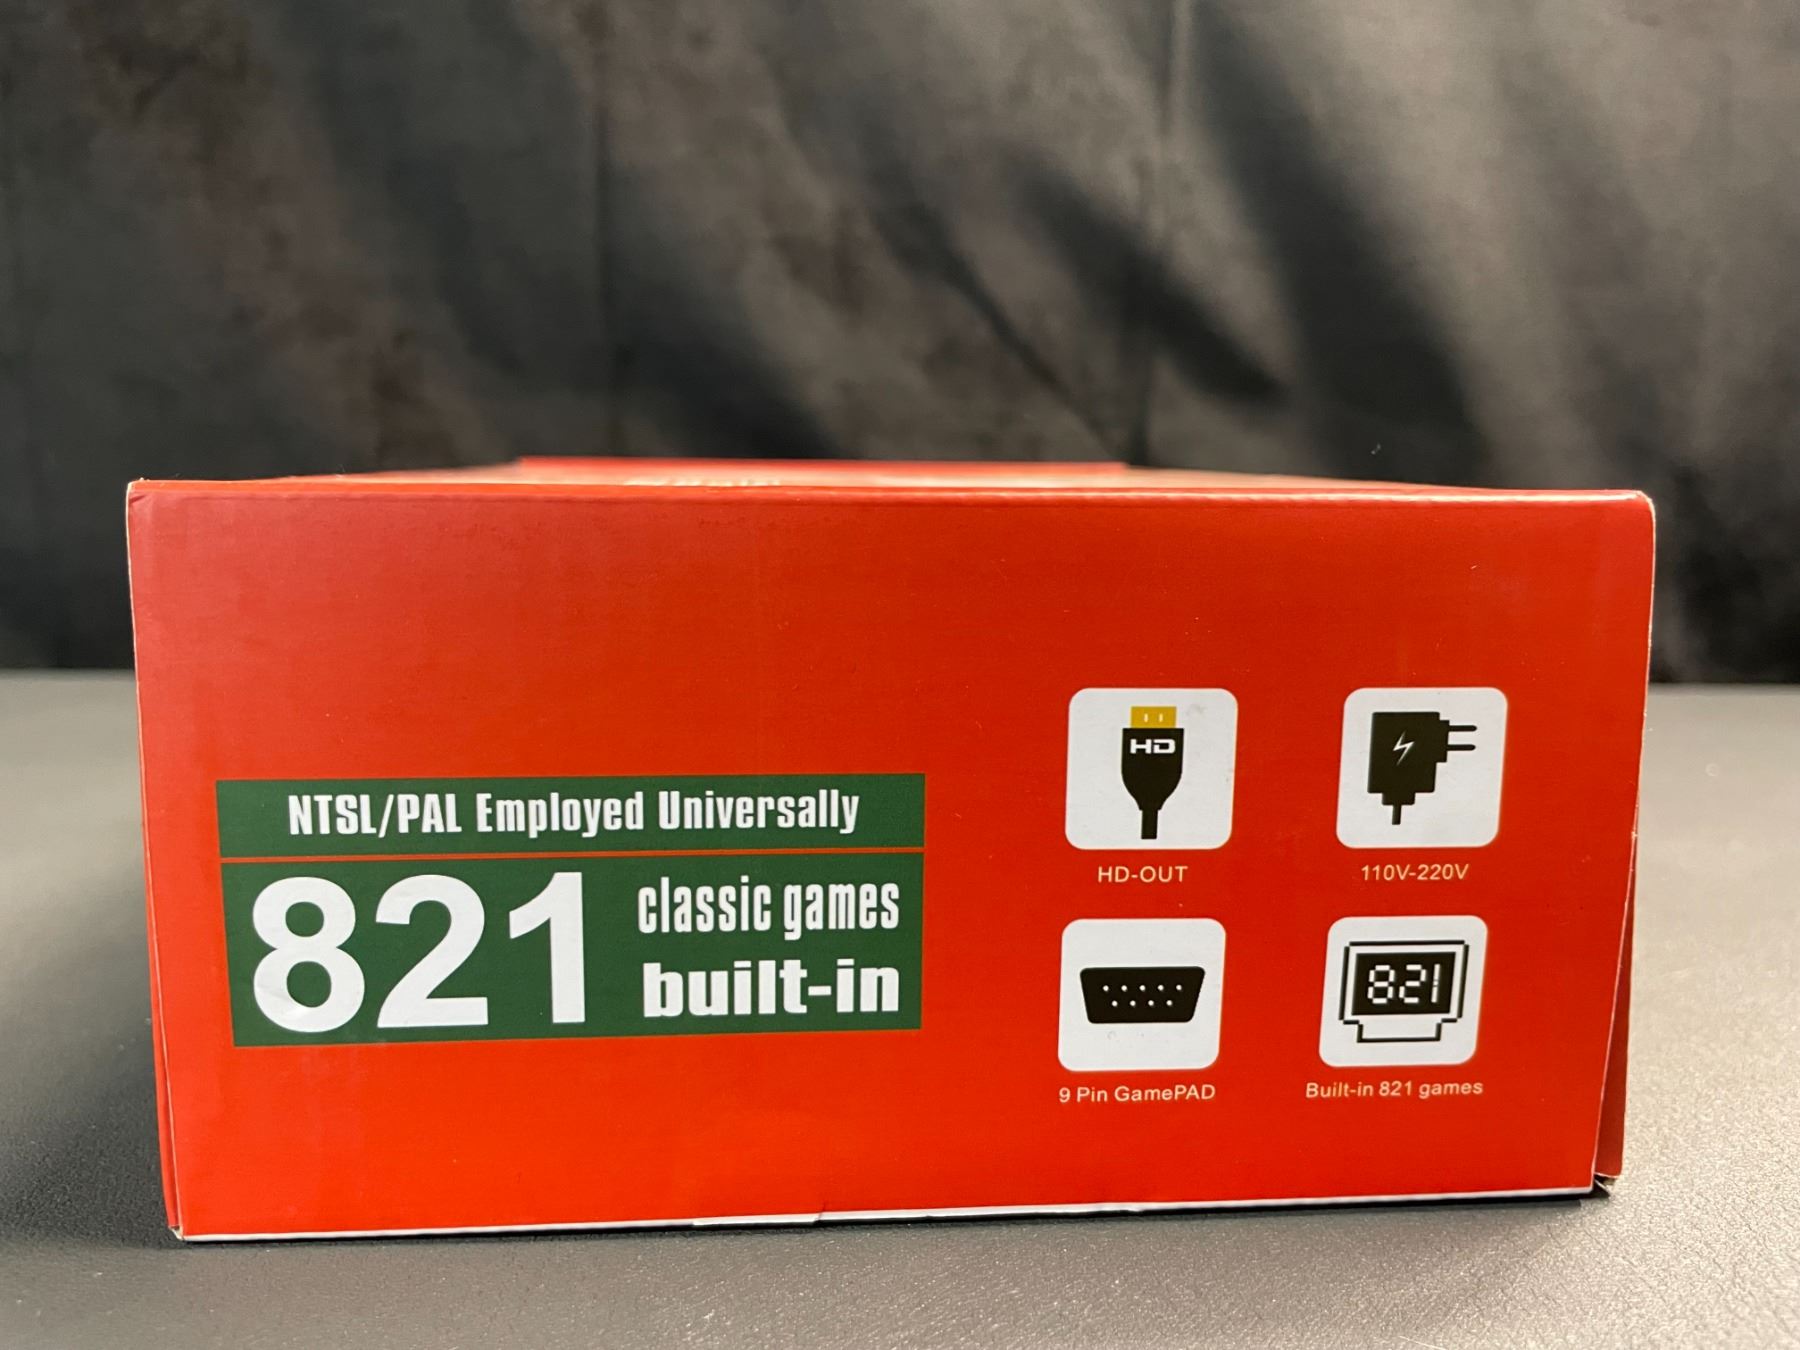 NTSL/PAL Employed Universally
821 classic games
built-in
HD
HD-OUT
110V-220V
821
9 Pin GamePAD
Built-in 821 games